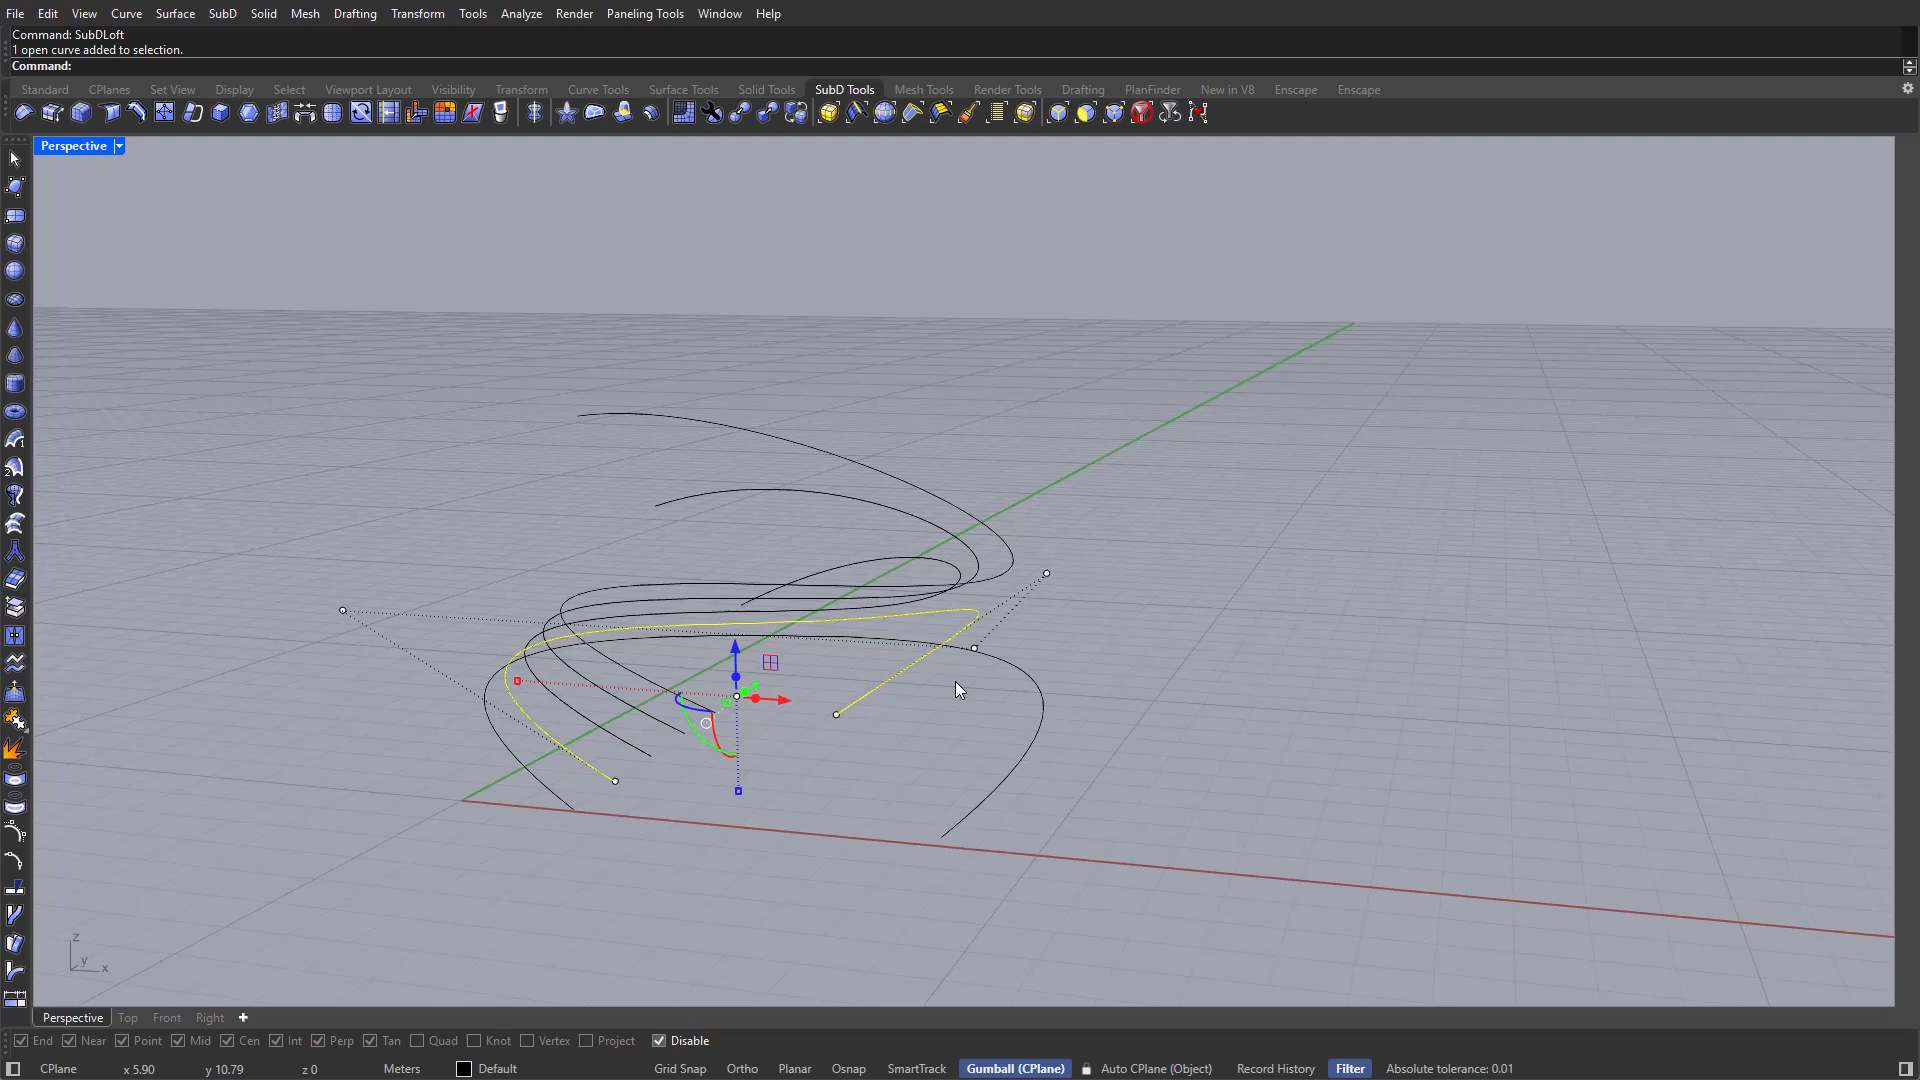 File Edit View Curve Surface SubD Solid Mesh Drafting Transform Tools Analyze Render Paneling Tools Window Help
Command: SubDLoft
1 open curve added to selection.
Command:
Standard CPlanes Set View Display Select Viewport Layout Visibility Transform Curve Tools Surface Tools Solid Tools SubD Tools Mesh Tools Render Tools Drafting PlanFinder New in V8 Enscape Enscape
Perspective
z
y
x
Perspective Top Front Right
End Near Point Mid Cen Int Perp Tan Quad Knot Vertex Project Disable
CPlane x 5.90 y 10.79 z 0 Meters Default Grid Snap Ortho Planar Osnap SmartTrack Gumball (CPlane) Auto CPlane (Object) Record History Filter Absolute tolerance: 0.01